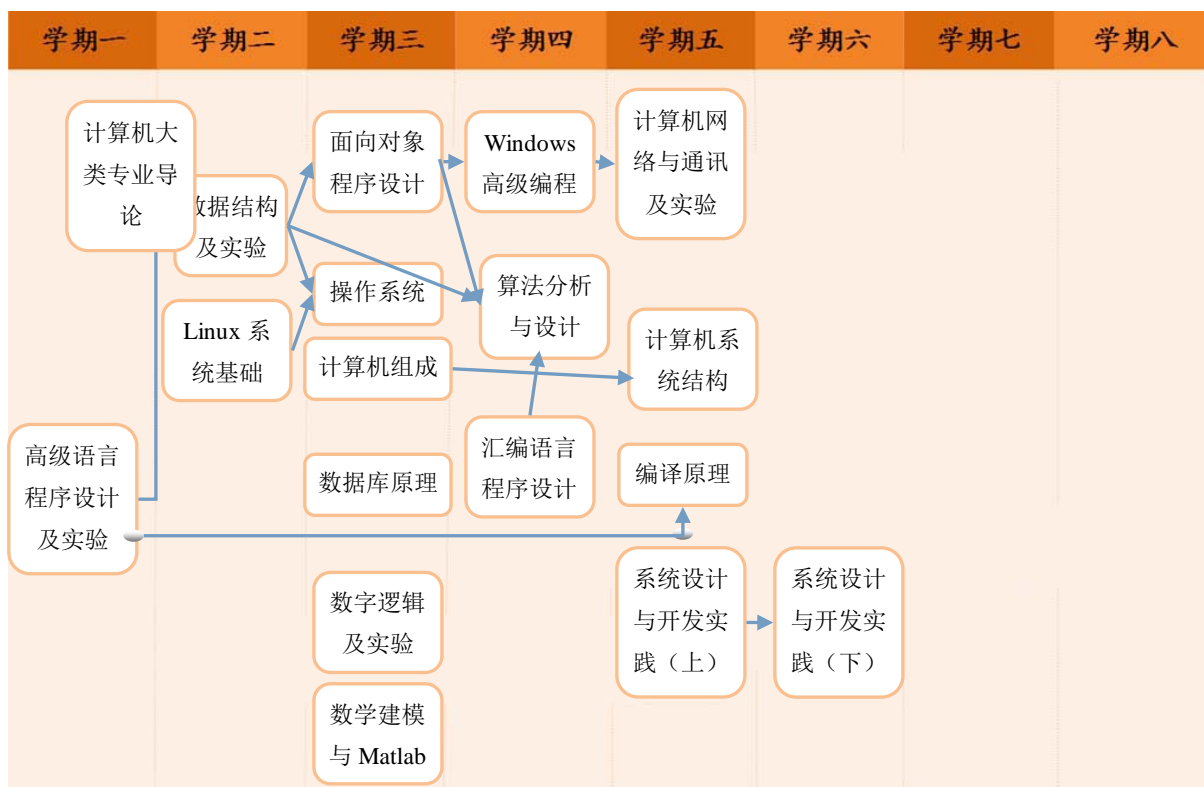 学期一 学期二 学期三 学期四 学期五 学期六 学期七 学期八
计算机大
类专业导
论
高级语言
程序设计
及实验
数据结构
及实验
Linux 系
统基础
面向对象
程序设计
操作系统
计算机组成
数据库原理
数字逻辑
及实验
数学建模
与 Matlab
Windows
高级编程
算法分析
与设计
汇编语言
程序设计
计算机网
络与通讯
及实验
计算机系
统结构
编译原理
系统设计
与开发实
践（上）
系统设计
与开发实
践（下）